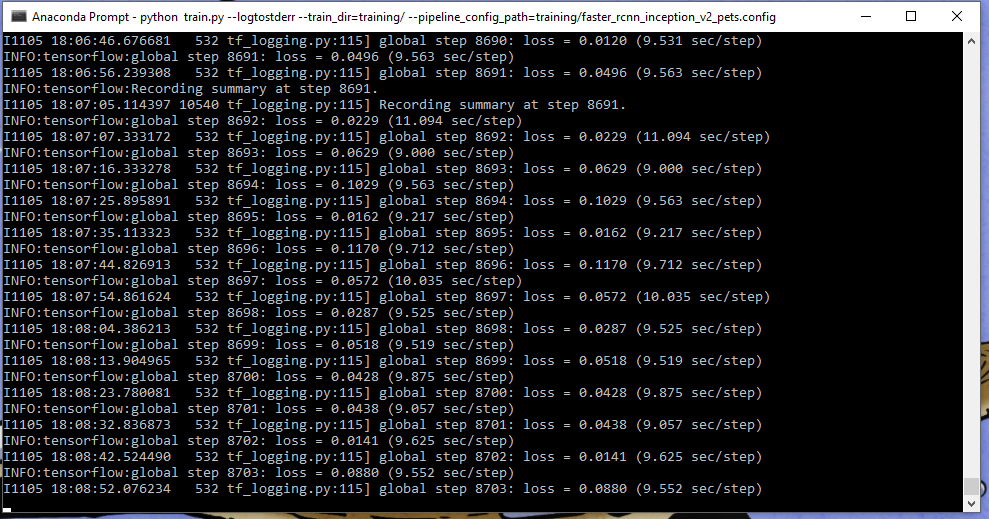 Anaconda Prompt - python  train.py --logtostderr --train_dir=training/ --pipeline_config_path=training/faster_rcnn_inception_v2_pets.config
I1105 18:06:46.676681   532 tf_logging.py:115] global step 8690: loss = 0.0120 (9.531 sec/step)
INFO:tensorflow:global step 8691: loss = 0.0496 (9.563 sec/step)
I1105 18:06:56.239308   532 tf_logging.py:115] global step 8691: loss = 0.0496 (9.563 sec/step)
INFO:tensorflow:Recording summary at step 8691.
I1105 18:07:05.114397 10540 tf_logging.py:115] Recording summary at step 8691.
INFO:tensorflow:global step 8692: loss = 0.0229 (11.094 sec/step)
I1105 18:07:07.333172   532 tf_logging.py:115] global step 8692: loss = 0.0229 (11.094 sec/step)
INFO:tensorflow:global step 8693: loss = 0.0629 (9.000 sec/step)
I1105 18:07:16.333278   532 tf_logging.py:115] global step 8693: loss = 0.0629 (9.000 sec/step)
INFO:tensorflow:global step 8694: loss = 0.1029 (9.563 sec/step)
I1105 18:07:25.895891   532 tf_logging.py:115] global step 8694: loss = 0.1029 (9.563 sec/step)
INFO:tensorflow:global step 8695: loss = 0.0162 (9.217 sec/step)
I1105 18:07:35.113323   532 tf_logging.py:115] global step 8695: loss = 0.0162 (9.217 sec/step)
INFO:tensorflow:global step 8696: loss = 0.1170 (9.712 sec/step)
I1105 18:07:44.826913   532 tf_logging.py:115] global step 8696: loss = 0.1170 (9.712 sec/step)
INFO:tensorflow:global step 8697: loss = 0.0572 (10.035 sec/step)
I1105 18:07:54.861624   532 tf_logging.py:115] global step 8697: loss = 0.0572 (10.035 sec/step)
INFO:tensorflow:global step 8698: loss = 0.0287 (9.525 sec/step)
I1105 18:08:04.386213   532 tf_logging.py:115] global step 8698: loss = 0.0287 (9.525 sec/step)
INFO:tensorflow:global step 8699: loss = 0.0518 (9.519 sec/step)
I1105 18:08:13.904965   532 tf_logging.py:115] global step 8699: loss = 0.0518 (9.519 sec/step)
INFO:tensorflow:global step 8700: loss = 0.0428 (9.875 sec/step)
I1105 18:08:23.780081   532 tf_logging.py:115] global step 8700: loss = 0.0428 (9.875 sec/step)
INFO:tensorflow:global step 8701: loss = 0.0438 (9.057 sec/step)
I1105 18:08:32.836873   532 tf_logging.py:115] global step 8701: loss = 0.0438 (9.057 sec/step)
INFO:tensorflow:global step 8702: loss = 0.0141 (9.625 sec/step)
I1105 18:08:42.524490   532 tf_logging.py:115] global step 8702: loss = 0.0141 (9.625 sec/step)
INFO:tensorflow:global step 8703: loss = 0.0880 (9.552 sec/step)
I1105 18:08:52.076234   532 tf_logging.py:115] global step 8703: loss = 0.0880 (9.552 sec/step)